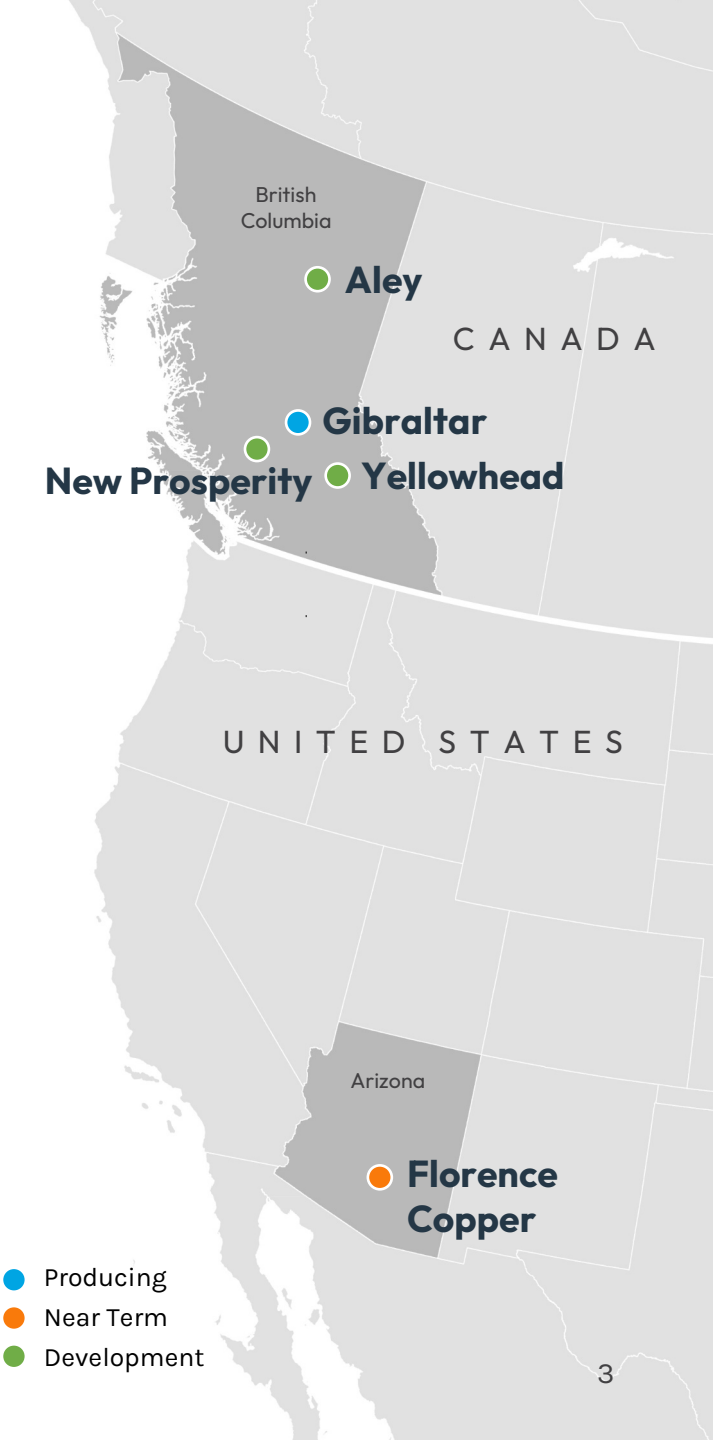 British
Columbia
Aley
CANADA
Gibraltar
New Prosperity
Yellowhead
UNITED STATES
Arizona
Florence
Copper
Producing
Near Term
Development
3